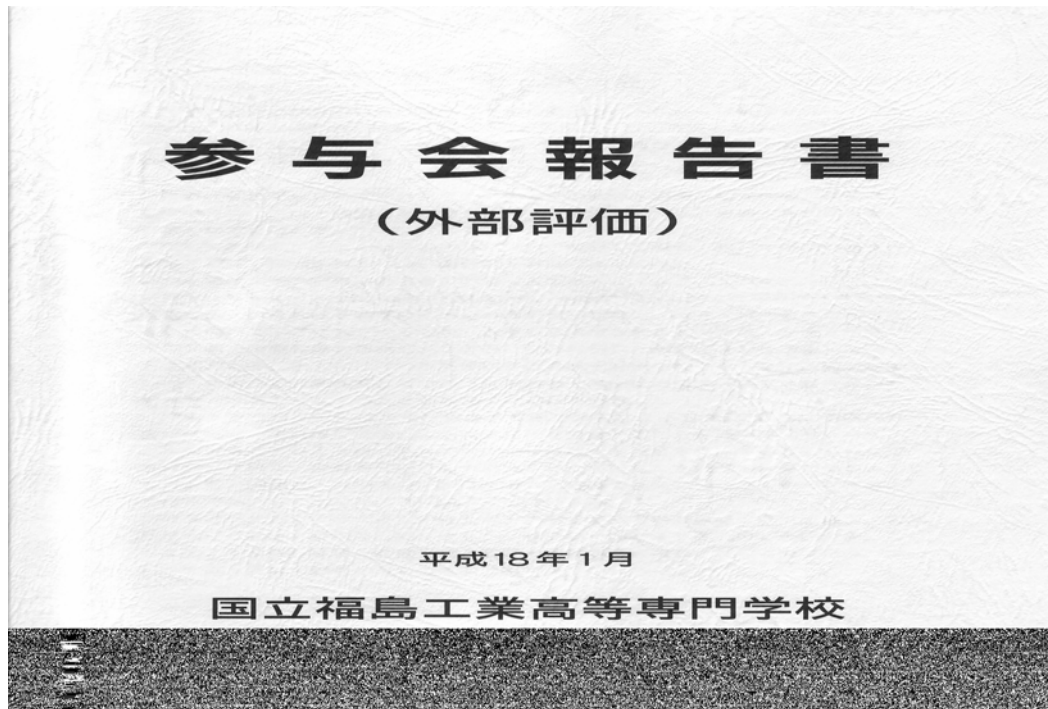 参与会報告書
（外部評価）
平成18年1月
国立福島工業高等専門学校